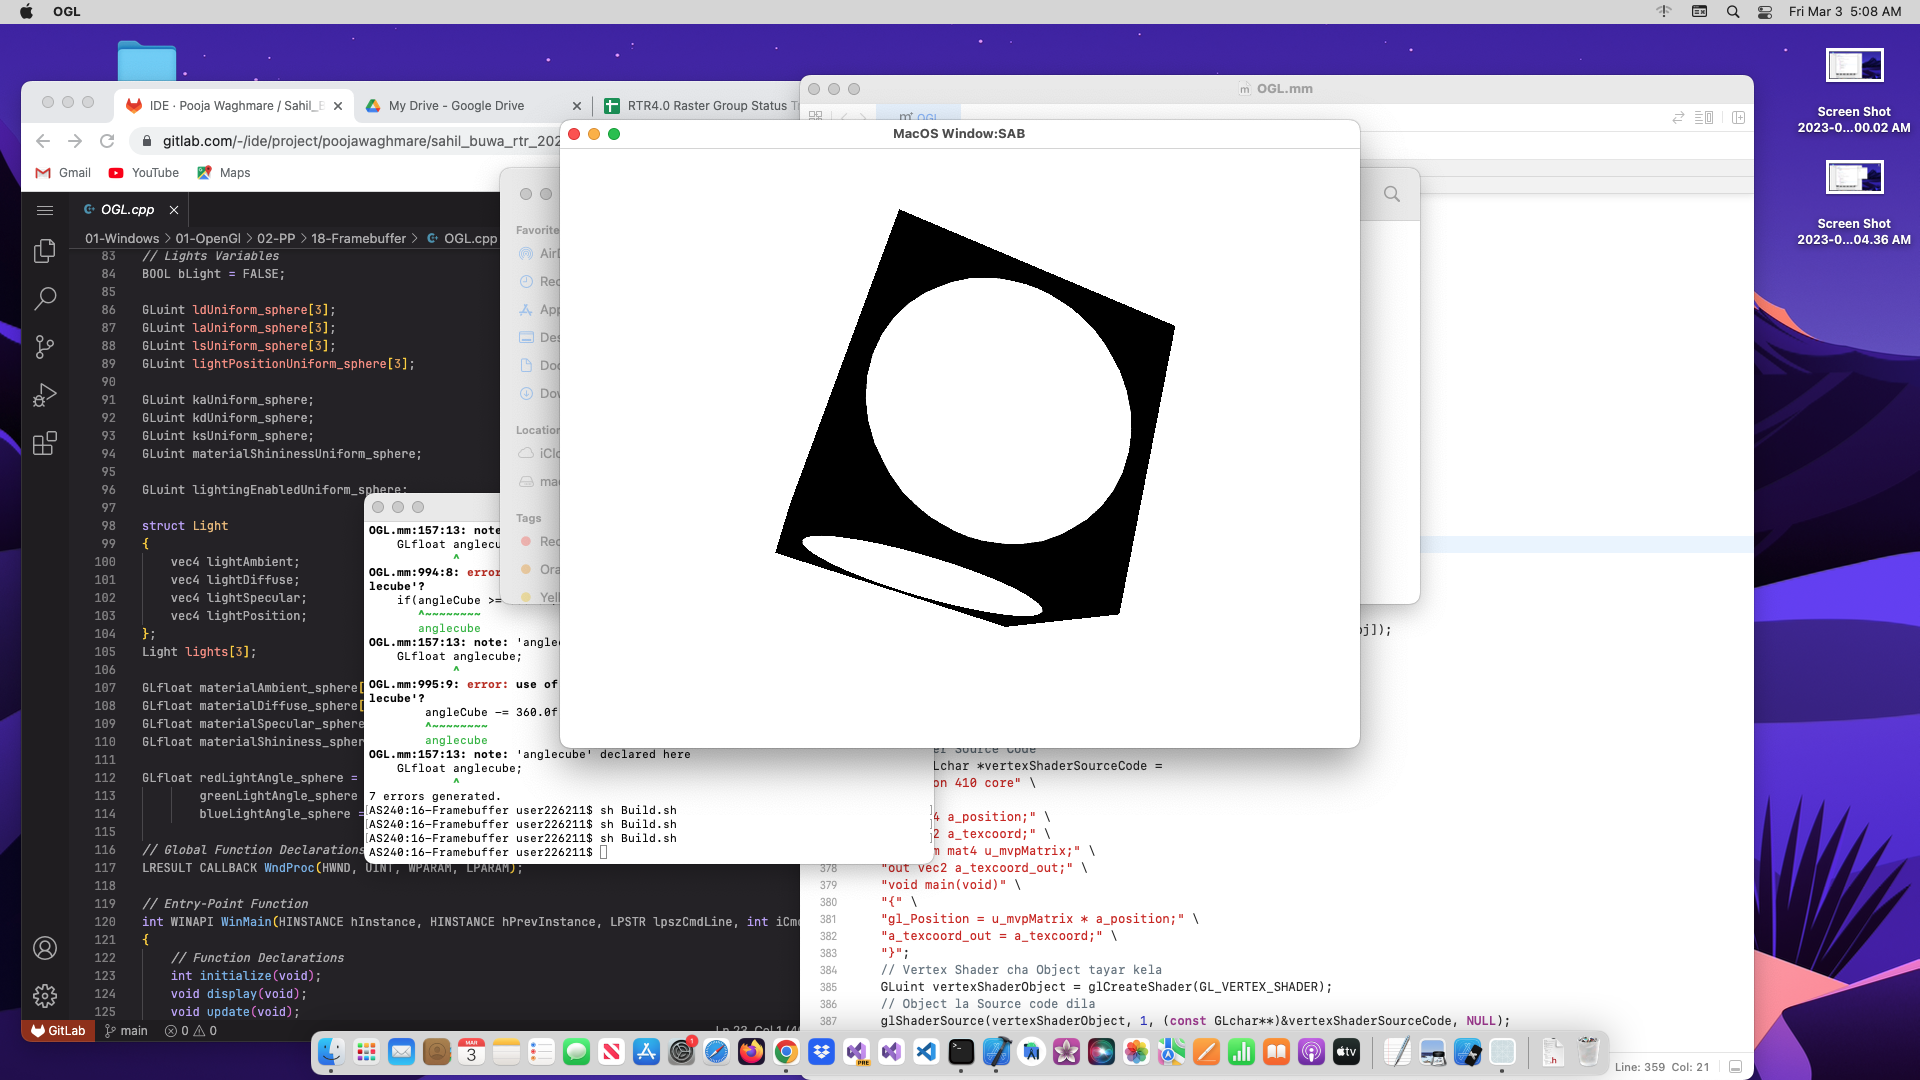 OGL
Fri Mar 3 5:08 AM
IDE · Pooja Waghmare / Sahil_
My Drive - Google Drive
RTR4.0 Raster Group Status
gitlab.com/-/ide/project/poojawaghmare/sahil_buwa_rtr_202
Gmail
YouTube
Maps
OGL.cpp
01-Windows > 01-OpenGl > 02-PP > 18-Framebuffer > OGL.cpp
83 // Lights Variables
84 BOOL bLight = FALSE;
85
86 GLuint ldUniform_sphere[3];
87 GLuint laUniform_sphere[3];
88 GLuint lsUniform_sphere[3];
89 GLuint lightPositionUniform_sphere[3];
90
91 GLuint kaUniform_sphere;
92 GLuint kdUniform_sphere;
93 GLuint ksUniform_sphere;
94 GLuint materialShininessUniform_sphere;
95
96 GLuint lightingEnabledUniform_sphere;
97
98 struct Light
99 {
100 vec4 lightAmbient;
101 vec4 lightDiffuse;
102 vec4 lightSpecular;
103 vec4 lightPosition;
104 };
105 Light lights[3];
106
107 GLfloat materialAmbient_sphere[
108 GLfloat materialDiffuse_sphere[
109 GLfloat materialSpecular_sphere
110 GLfloat materialShininess_spher
111
112 GLfloat redLightAngle_sphere =
113 greenLightAngle_sphere
114 blueLightAngle_sphere =
115
116 // Global Function Declarations
117 LRESULT CALLBACK WndProc(HWND, UINT, WPARAM, LPARAM);
118
119 // Entry-Point Function
120 int WINAPI WinMain(HINSTANCE hInstance, HINSTANCE hPrevInstance, LPSTR lpszCmdLine, int iCm
121 {
122 // Function Declarations
123 int initialize(void);
124 void display(void);
125 void update(void);
GitLab
main
0
0
OGL.mm:157:13: note
GLfloat anglecu
^
OGL.mm:994:8: error
lecube'?
if(angleCube >=
^~~~~~~~~
anglecube
OGL.mm:157:13: note: 'anglec
GLfloat anglecube;
^
OGL.mm:995:9: error: use of
lecube'?
angleCube -= 360.0f
^~~~~~~~~
anglecube
OGL.mm:157:13: note: 'anglecube' declared here
GLfloat anglecube;
^
7 errors generated.
[AS240:16-Framebuffer user226211$ sh Build.sh ]
[AS240:16-Framebuffer user226211$ sh Build.sh ]
[AS240:16-Framebuffer user226211$ sh Build.sh ]
AS240:16-Framebuffer user226211$
Favorite
AirD
Rec
App
Des
Doc
Dow
Location
iClo
mac
Tags
Red
Ora
Yell
MacOS Window:SAB
OGL.mm
OGL
oj]);
er Source Code
Lchar *vertexShaderSourceCode =
on 410 core" \
4 a_position;" \
2 a_texcoord;" \
m mat4 u_mvpMatrix;" \
378 "out vec2 a_texcoord_out;" \
379 "void main(void)" \
380 "{" \
381 "gl_Position = u_mvpMatrix * a_position;" \
382 "a_texcoord_out = a_texcoord;" \
383 "}";
384 // Vertex Shader cha Object tayar kela
385 GLuint vertexShaderObject = glCreateShader(GL_VERTEX_SHADER);
386 // Object la Source code dila
387 glShaderSource(vertexShaderObject, 1, (const GLchar**)&vertexShaderSourceCode, NULL);
Line: 359 Col: 21
Screen Shot
2023-0...00.02 AM
Screen Shot
2023-0...04.36 AM
MAR
3
1
PRE
tv
.h